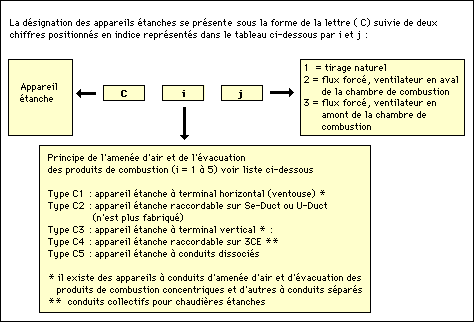 La désignation des appareils étanches se présente sous la forme de la lettre ( C) suivie de deux
chiffres positionnés en indice représentés dans le tableau ci-dessous par i et j :
Appareil
étanche
C
i
j
1 = tirage naturel
2 = flux forcé, ventilateur en aval
de la chambre de combustion
3 = flux forcé, ventilateur en
amont de la chambre de
combustion
Principe de l'amenée d'air et de l'évacuation
des produits de combustion (i = 1 à 5) voir liste ci-dessous
Type C1 : appareil étanche à terminal horizontal (ventouse) *
Type C2 : appareil étanche raccordable sur Se-Duct ou U-Duct
(n'est plus fabriqué)
Type C3 : appareil étanche à terminal vertical * :
Type C4 : appareil étanche raccordable sur 3CE **
Type C5 : appareil étanche à conduits dissociés
* il existe des appareils à conduits d'amenée d'air et d'évacuation des
produits de combustion concentriques et d'autres à conduits séparés
** conduits collectifs pour chaudières étanches